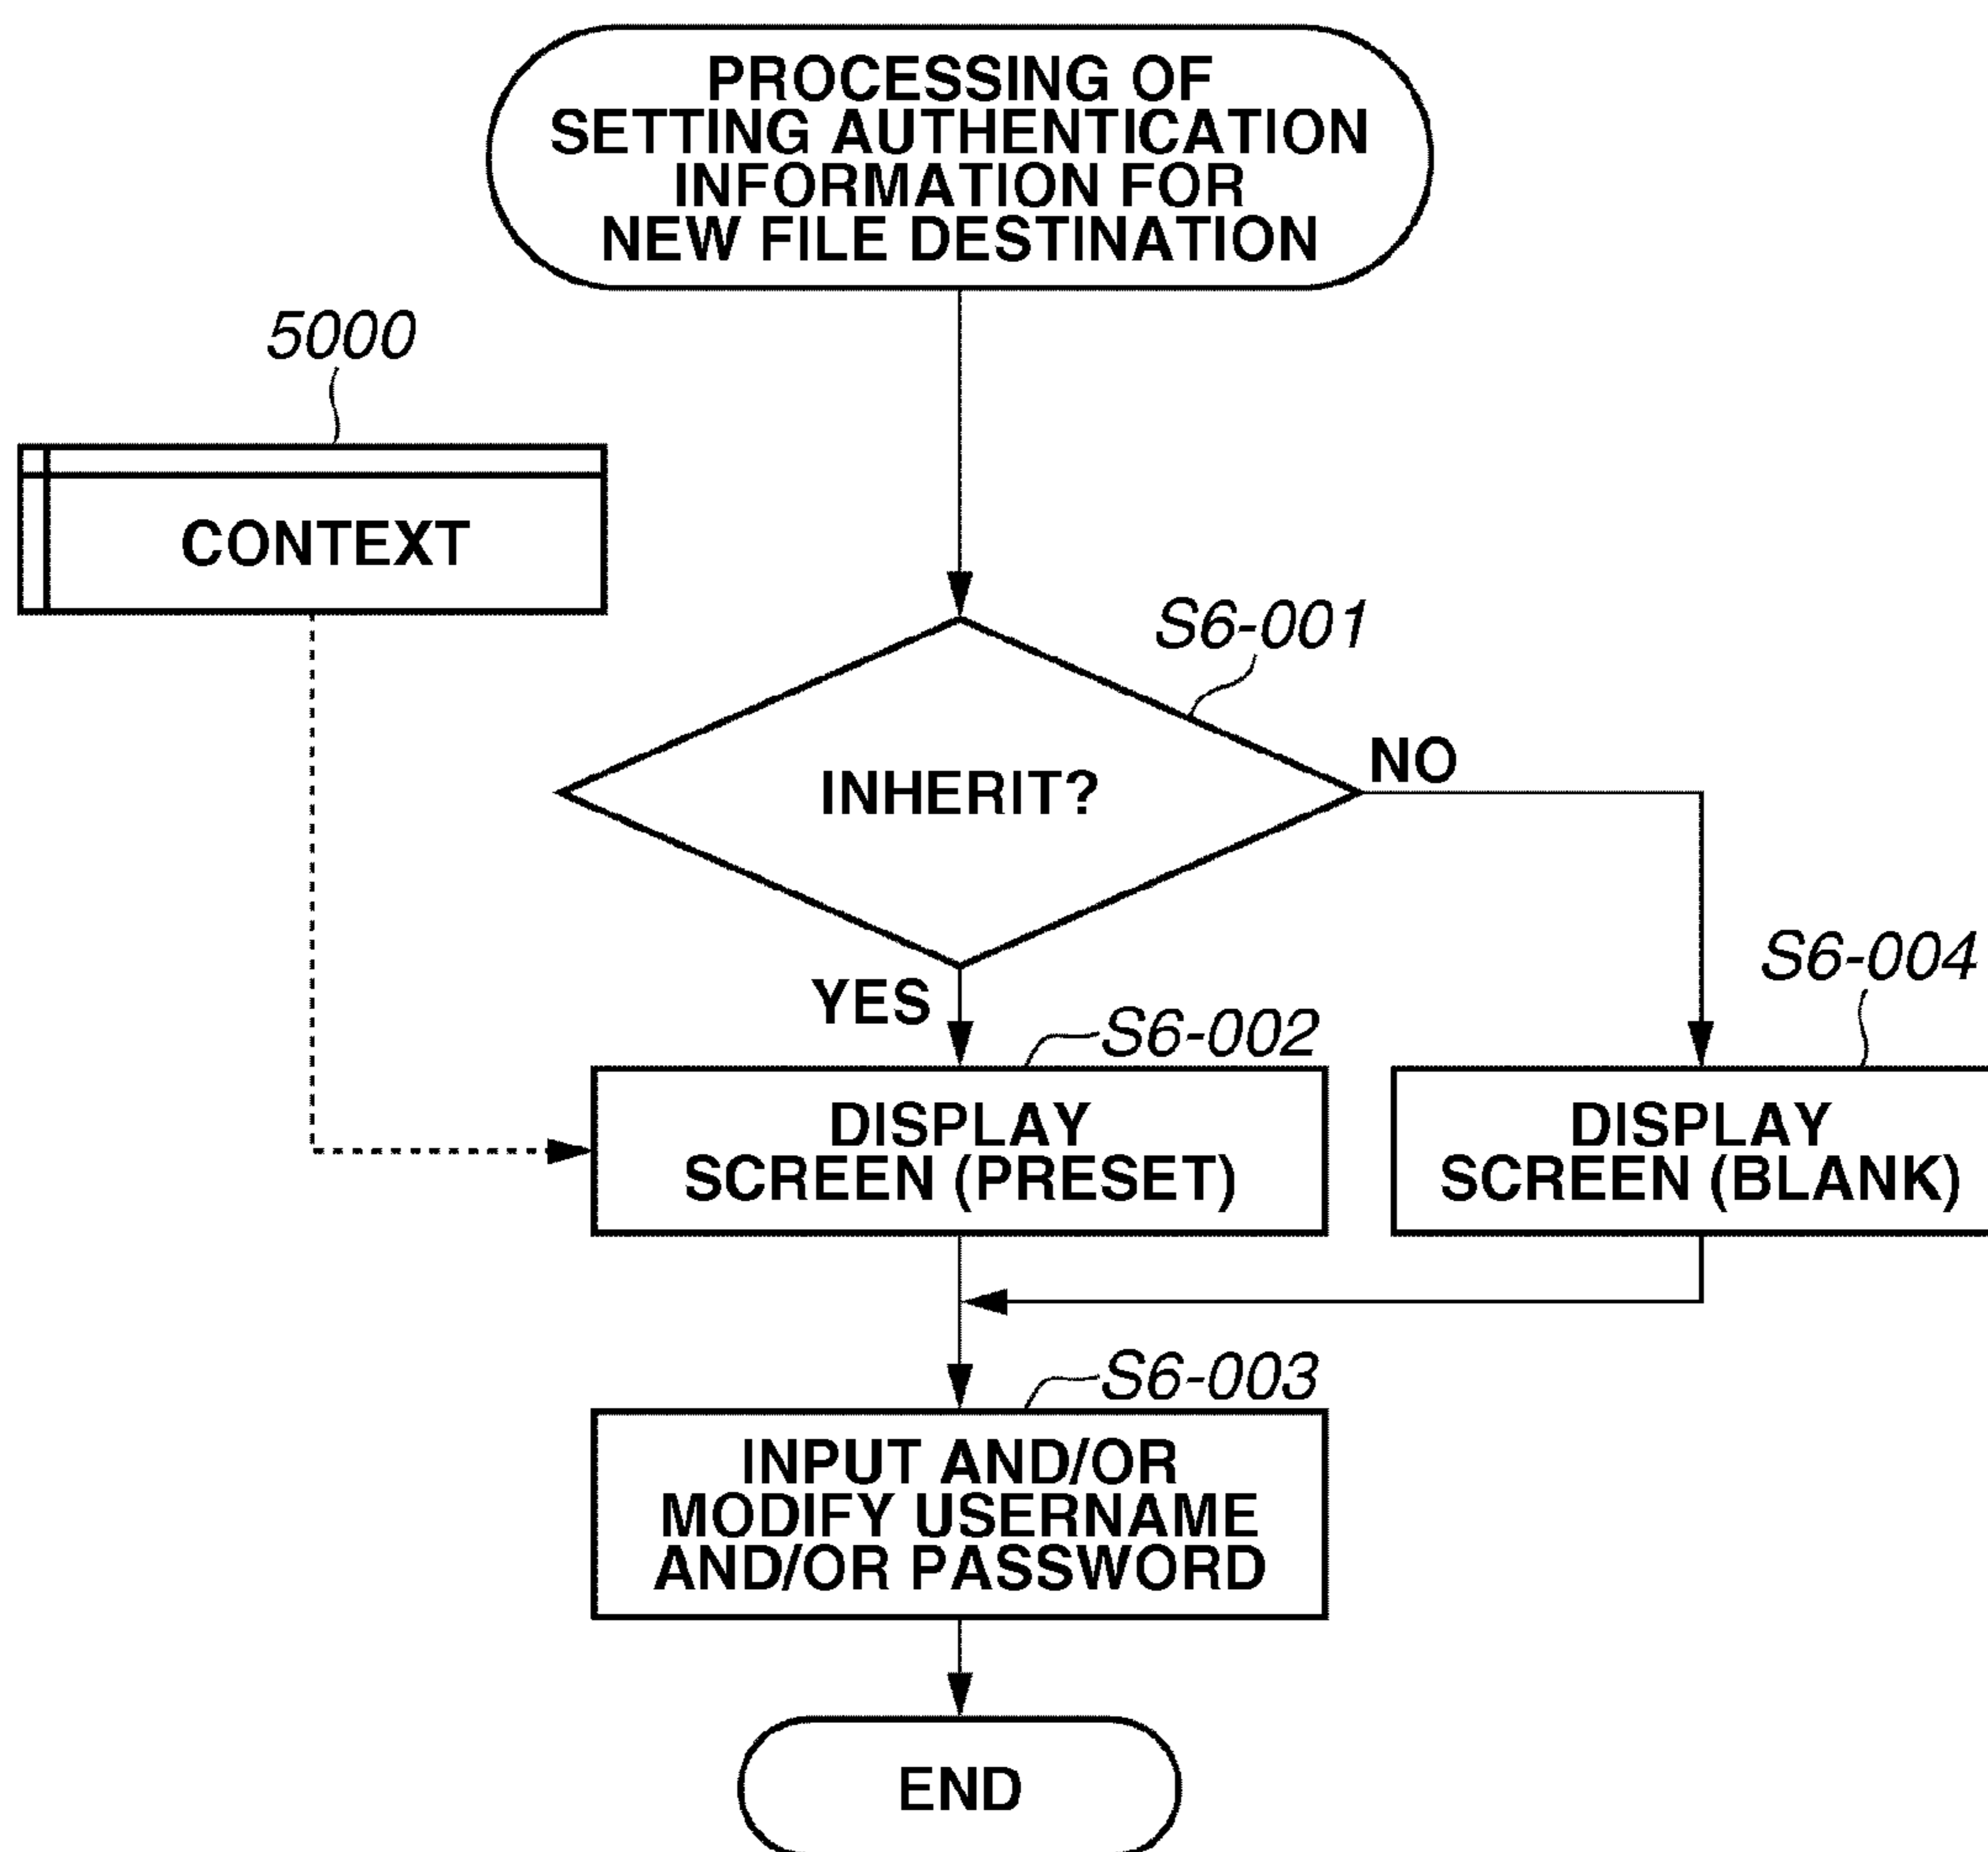 PROCESSING OF
SETTING AUTHENTICATION
INFORMATION FOR
NEW FILE DESTINATION
5000
CONTEXT
S6-001
INHERIT?
NO
YES
S6-002
S6-004
DISPLAY
SCREEN (PRESET)
DISPLAY
SCREEN (BLANK)
S6-003
INPUT AND/OR
MODIFY USERNAME
AND/OR PASSWORD
END